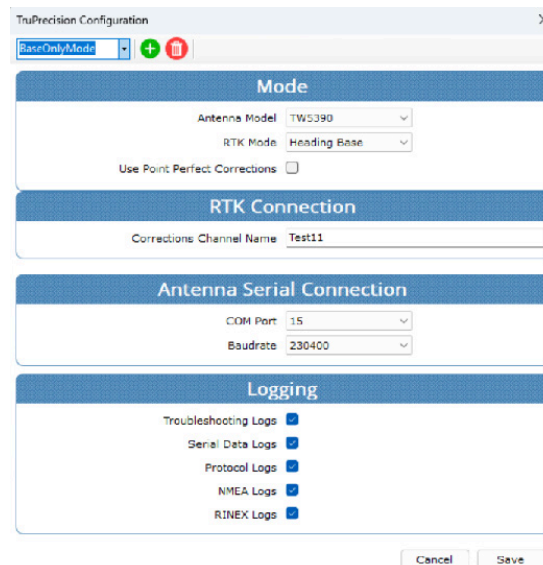 TruPrecision Configuration
BaseOnlyMode
Mode
Antenna Model TW5390
RTK Mode Heading Base
Use Point Perfect Corrections
RTK Connection
Corrections Channel Name Test11
Antenna Serial Connection
COM Port 15
Baudrate 230400
Logging
Troubleshooting Logs
Serial Data Logs
Protocol Logs
NMEA Logs
RINEX Logs
Cancel Save